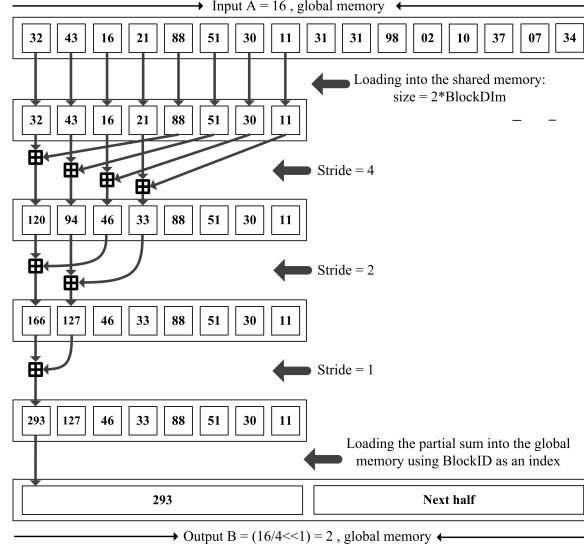 Input A = 16 , global memory
32 43 16 21 88 51 30 11 31 31 98 02 10 37 07 34
Loading into the shared memory:
size = 2*BlockDIm
32 43 16 21 88 51 30 11
Stride = 4
120 94 46 33 88 51 30 11
Stride = 2
166 127 46 33 88 51 30 11
Stride = 1
293 127 46 33 88 51 30 11
Loading the partial sum into the global
memory using BlockID as an index
293 Next half
Output B = (16/4<<1) = 2 , global memory